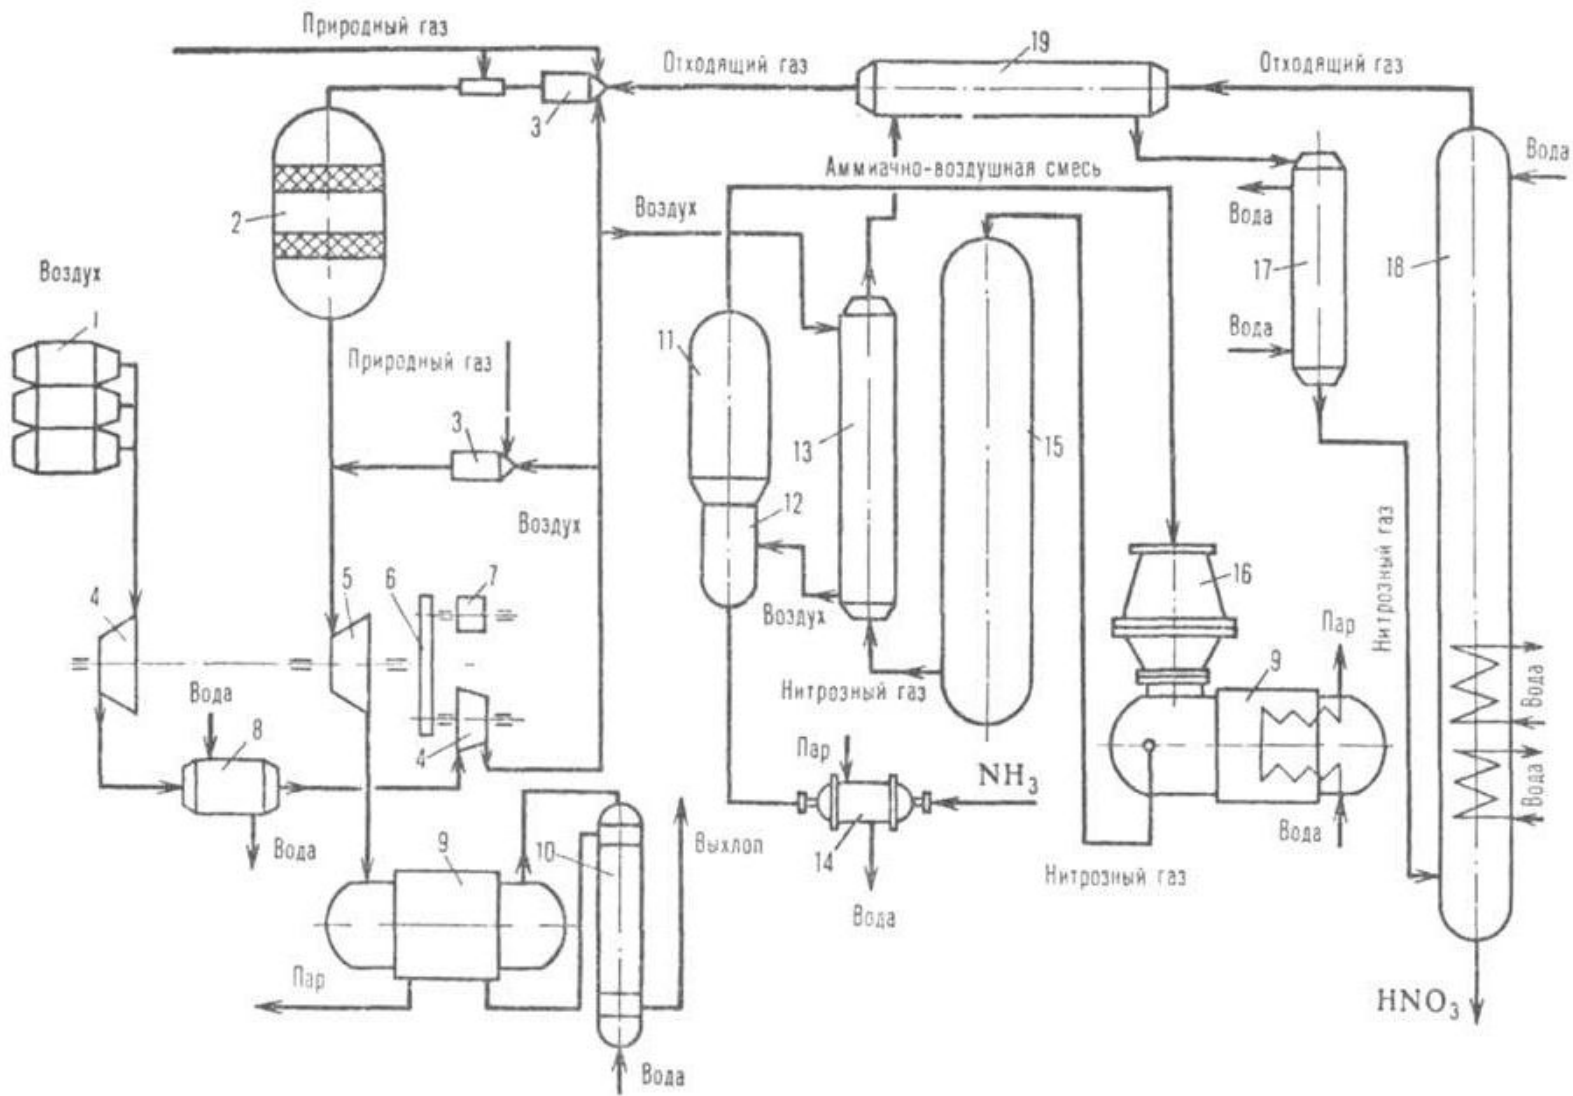 Природный газ
19
Отходящий газ
Отходящий газ
3
Аммиачно-воздушная смесь
Вода
2
Воздух
Вода
17
18
Воздух
1
11
Вода
Природный газ
3
13
15
12
Воздух
Нитрозный газ
4
5
6
7
16
Воздух
Пар
9
Вода
Нитрозный газ
Вода
8
4
Пар
NH₃
Вода
Вода
9
10
Выхлоп
14
Вода
Нитрозный газ
Вода
Пар
HNO₃
Вода